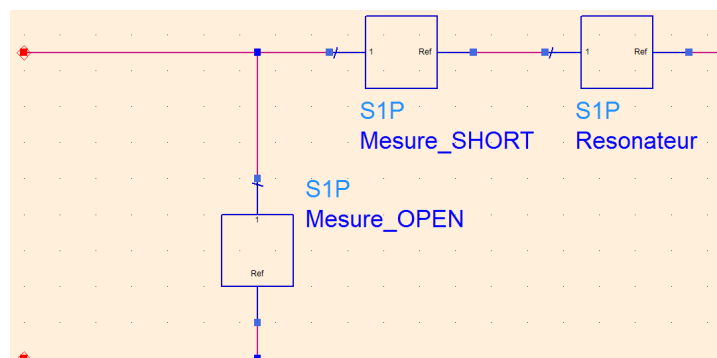 1 Ref 1 Ref
S1P S1P
Mesure_SHORT Resonateur
S1P
Mesure_OPEN
1
Ref